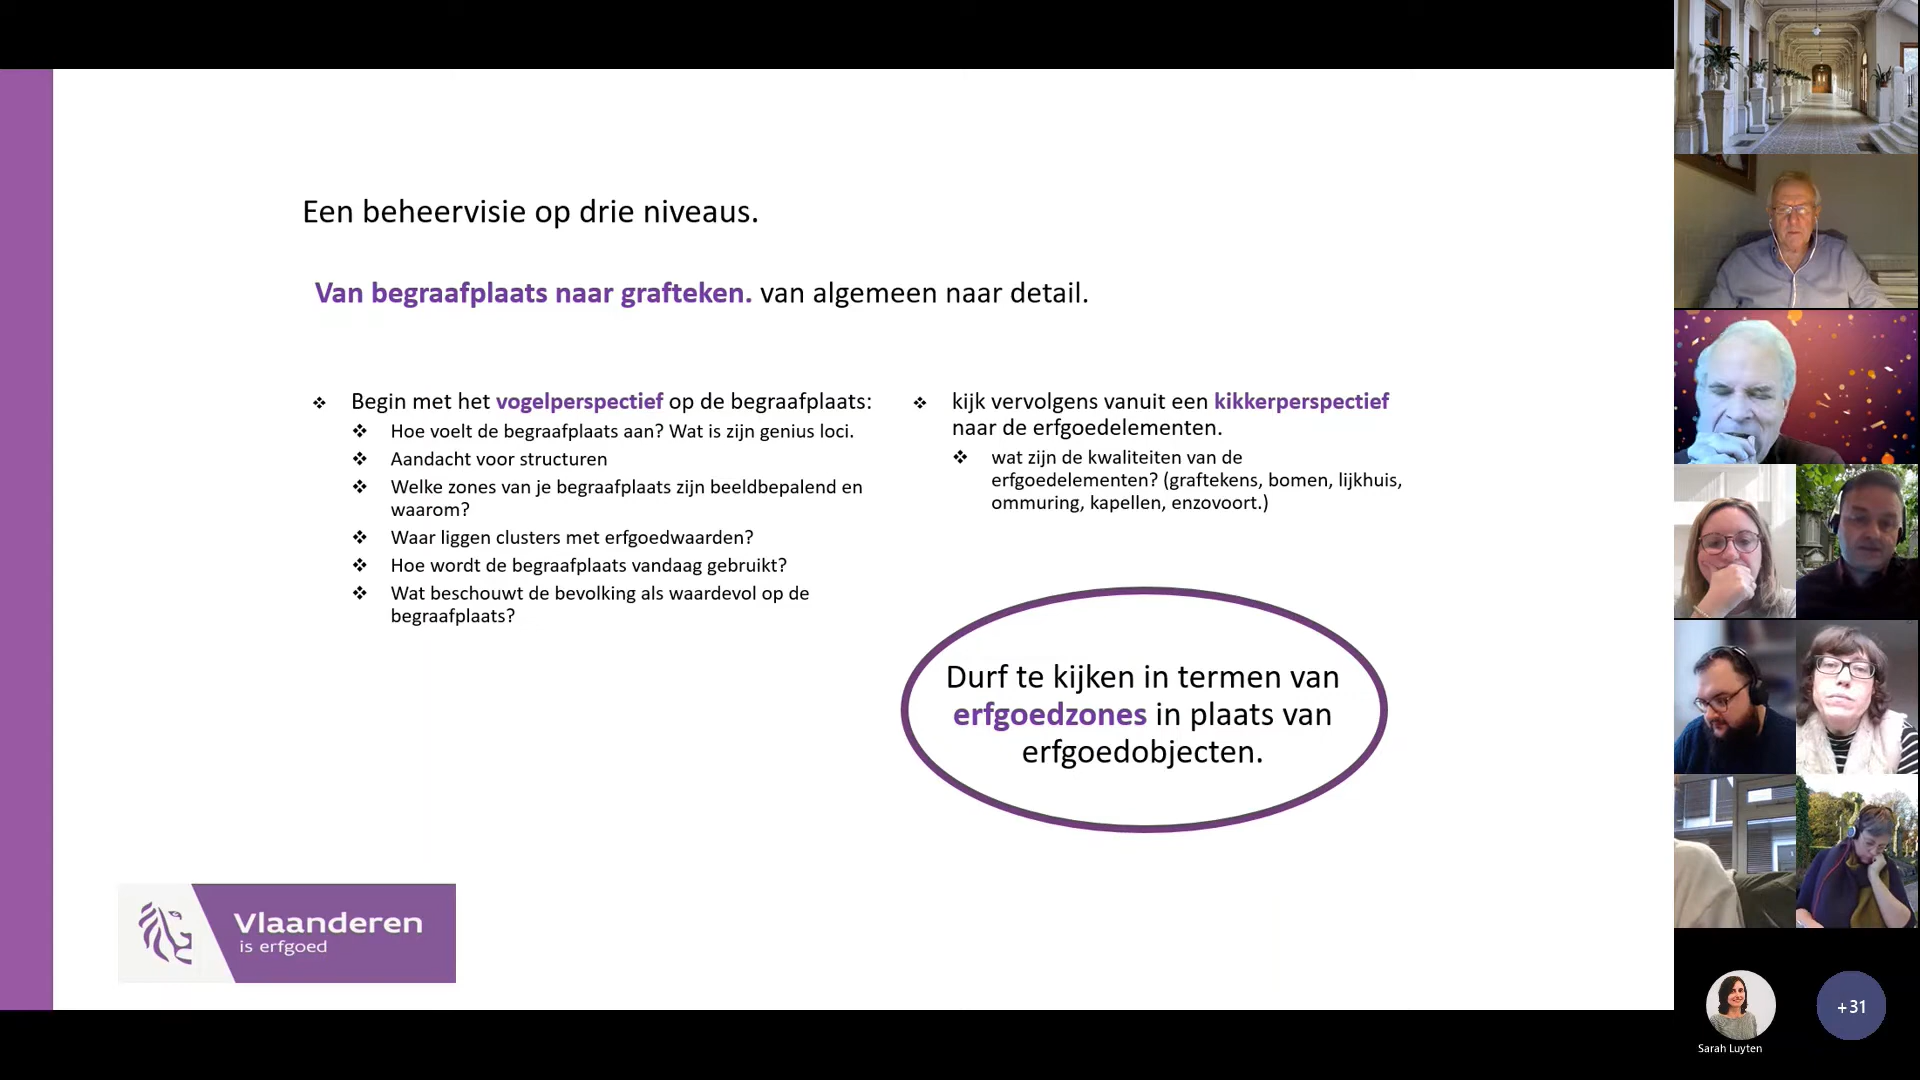 Een beheervisie op drie niveaus.
Van begraafplaats naar grafteken. van algemeen naar detail.
Begin met het vogelperspectief op de begraafplaats:
Hoe voelt de begraafplaats aan? Wat is zijn genius loci.
Aandacht voor structuren
Welke zones van je begraafplaats zijn beeldbepalend en
waarom?
Waar liggen clusters met erfgoedwaarden?
Hoe wordt de begraafplaats vandaag gebruikt?
Wat beschouwt de bevolking als waardevol op de
begraafplaats?
kijk vervolgens vanuit een kikkerperspectief
naar de erfgoedelementen.
wat zijn de kwaliteiten van de
erfgoedelementen? (graftekens, bomen, lijkhuis,
ommuring, kapellen, enzovoort.)
Durf te kijken in termen van
erfgoedzones in plaats van
erfgoedobjecten.
Vlaanderen
is erfgoed
+31
Sarah Luyten